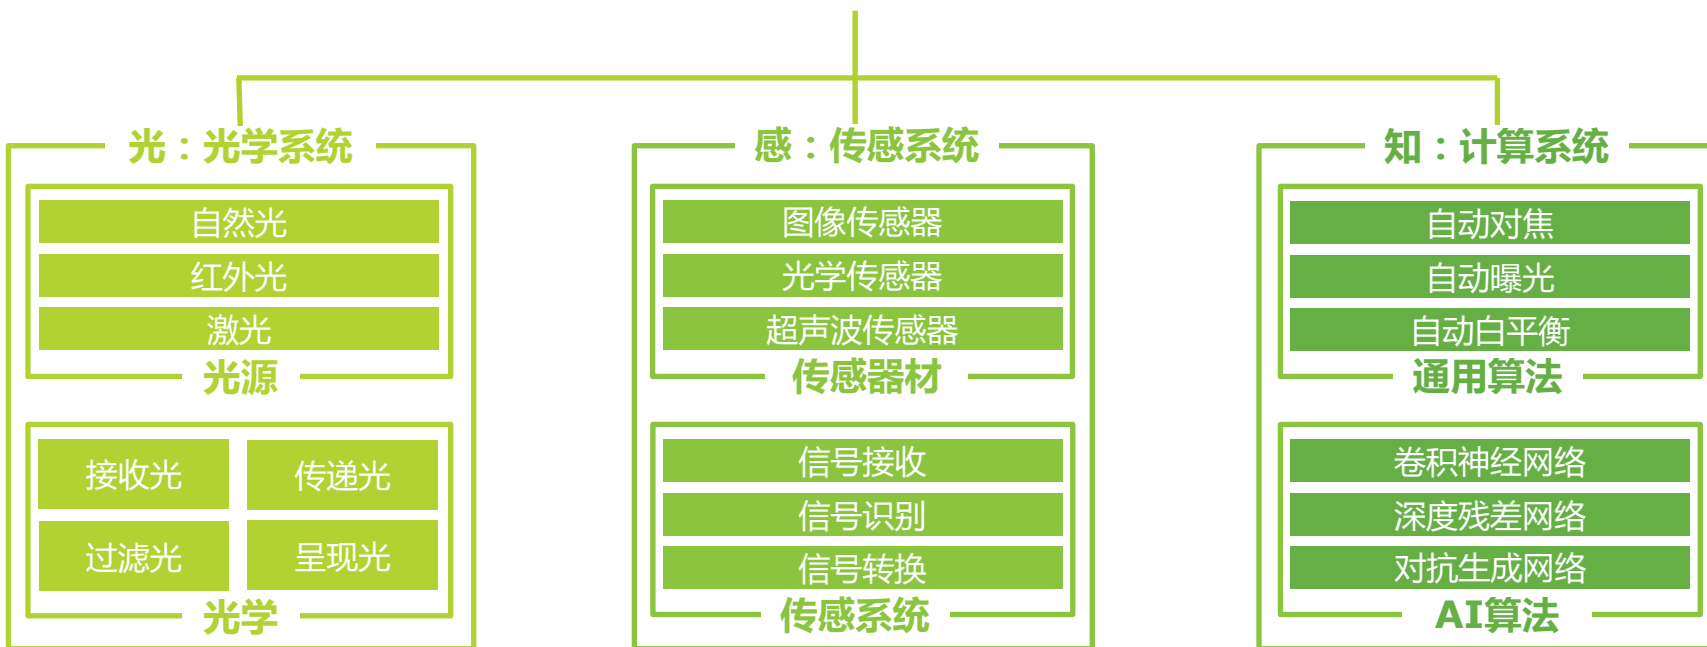 光：光学系统
自然光
红外光
激光
光源
接收光
传递光
过滤光
呈现光
光学
感：传感系统
图像传感器
光学传感器
超声波传感器
传感器材
信号接收
信号识别
信号转换
传感系统
知：计算系统
自动对焦
自动曝光
自动白平衡
通用算法
卷积神经网络
深度残差网络
对抗生成网络
AI算法